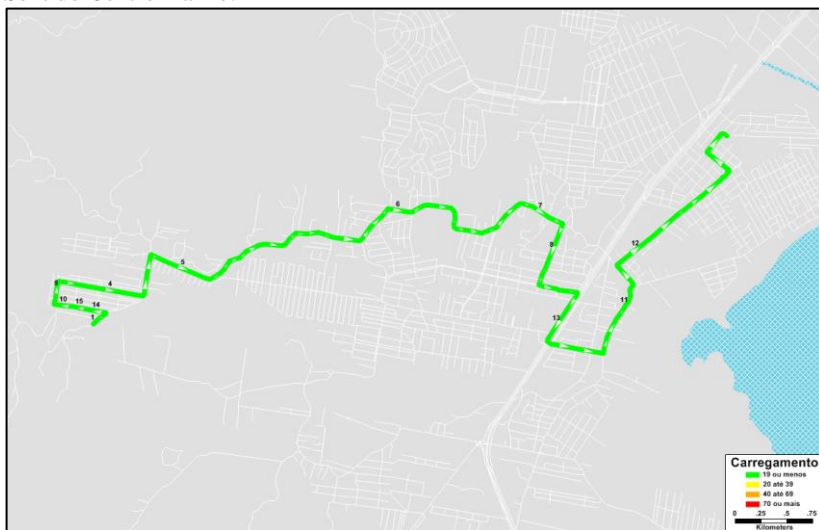 7
6
8
12
5
9
4
10 15 14
11
1
13
Carregamento
19 ou menos
20 até 39
40 até 69
70 ou mais
0 .25 .5 .75
Kilometers